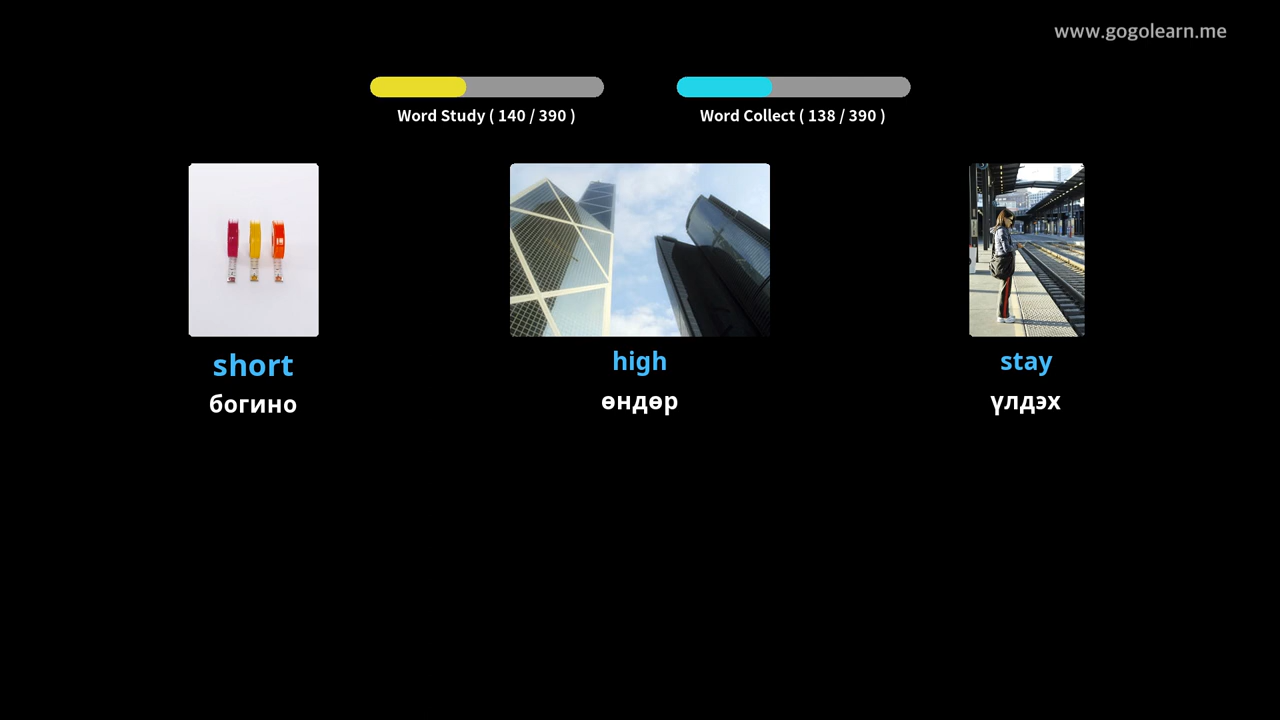 www.gogolearn.me
Word Study ( 140 / 390 )
Word Collect ( 138 / 390 )
short
богино
high
өндөр
stay
үлдэх